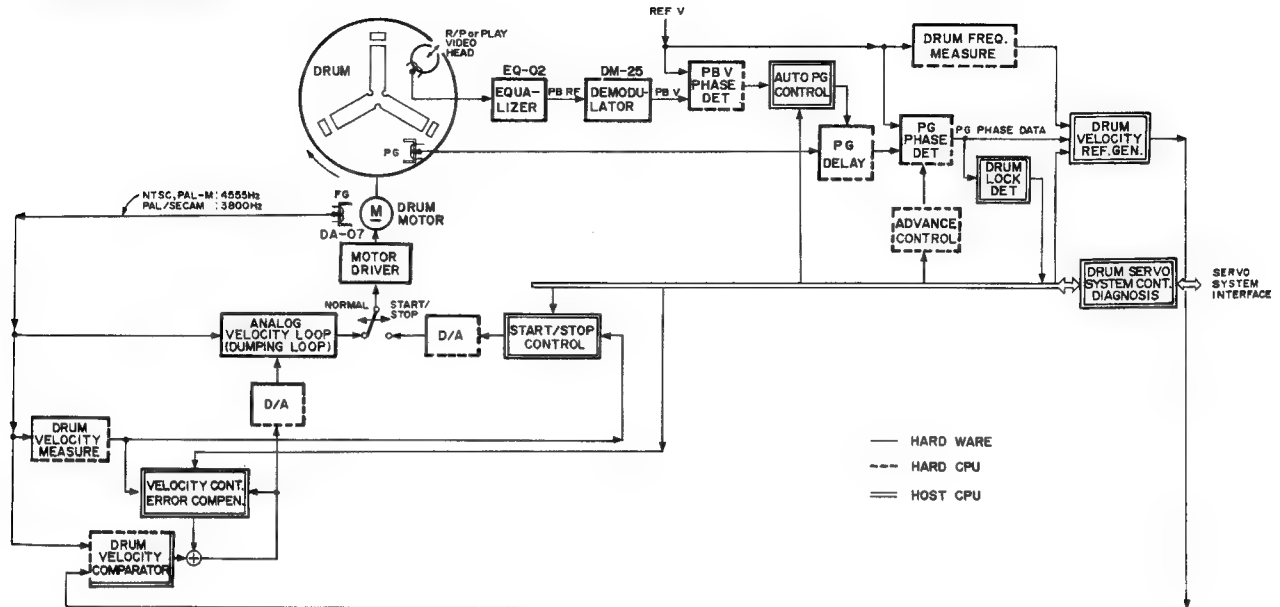 REF V
R/P or PLAY
VIDEO
HEAD
DRUM
EQ-02
EQUA-
LIZER
PB RF
DM-25
DEMODU-
LATOR
PB V
PB V
PHASE
DET
AUTO PG
CONTROL
DRUM FREQ.
MEASURE
PG
PG
DELAY
PG
PHASE
DET
PG PHASE DATA
DRUM
VELOCITY
REF. GEN.
DRUM
LOCK
DET
NTSC, PAL-M : 4555Hz
PAL/SECAM : 3800Hz
FG
M
DRUM
MOTOR
DA-07
MOTOR
DRIVER
ADVANCE
CONTROL
DRUM SERVO
SYSTEM CONT.
DIAGNOSIS
SERVO
SYSTEM
INTERFACE
NORMAL
START/
STOP
ANALOG
VELOCITY LOOP
(DUMPING LOOP)
D/A
START/STOP
CONTROL
D/A
DRUM
VELOCITY
MEASURE
VELOCITY CONT.
ERROR COMPEN.
DRUM
VELOCITY
COMPARATOR
HARD WARE
HARD CPU
HOST CPU